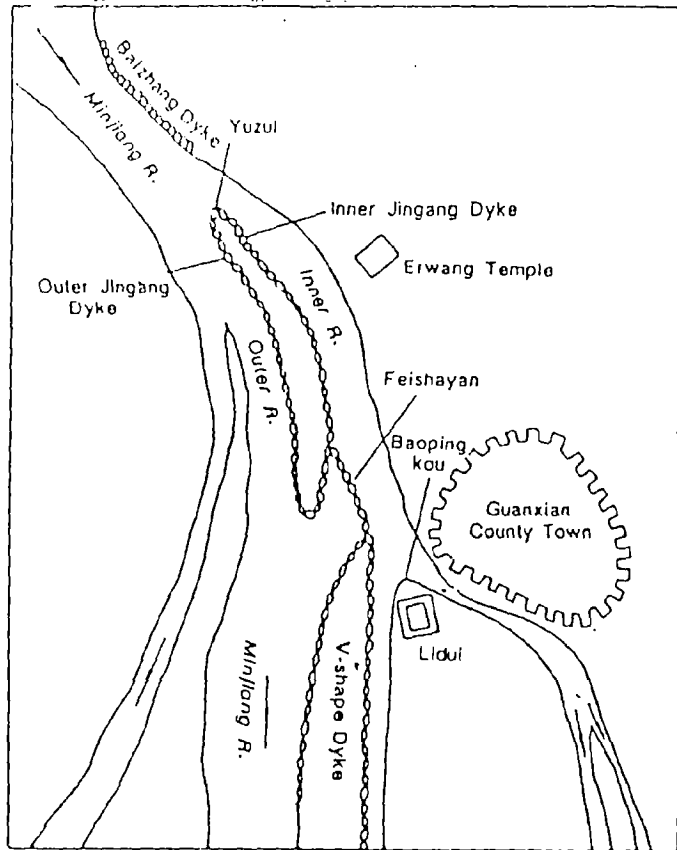 Baizhang Dyke
Minjiang R.
Yuzui
Inner Jingang Dyke
Erwang Temple
Outer Jingang
Dyke
Inner R.
Outer R.
Feishayan
Baoping
kou
Guanxian
County Town
Lidui
V-shape Dyke
Minjiang R.